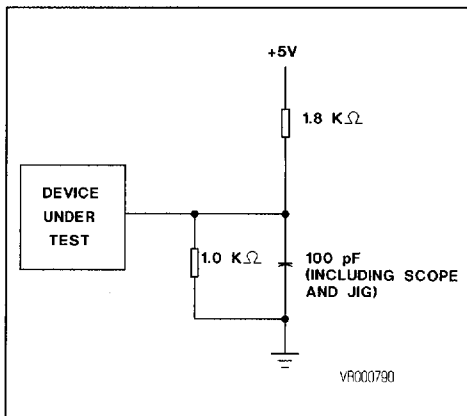 +5V
1.8 KΩ
DEVICE
UNDER
TEST
1.0 KΩ
100 pF
(INCLUDING SCOPE
AND JIG)
VR000790